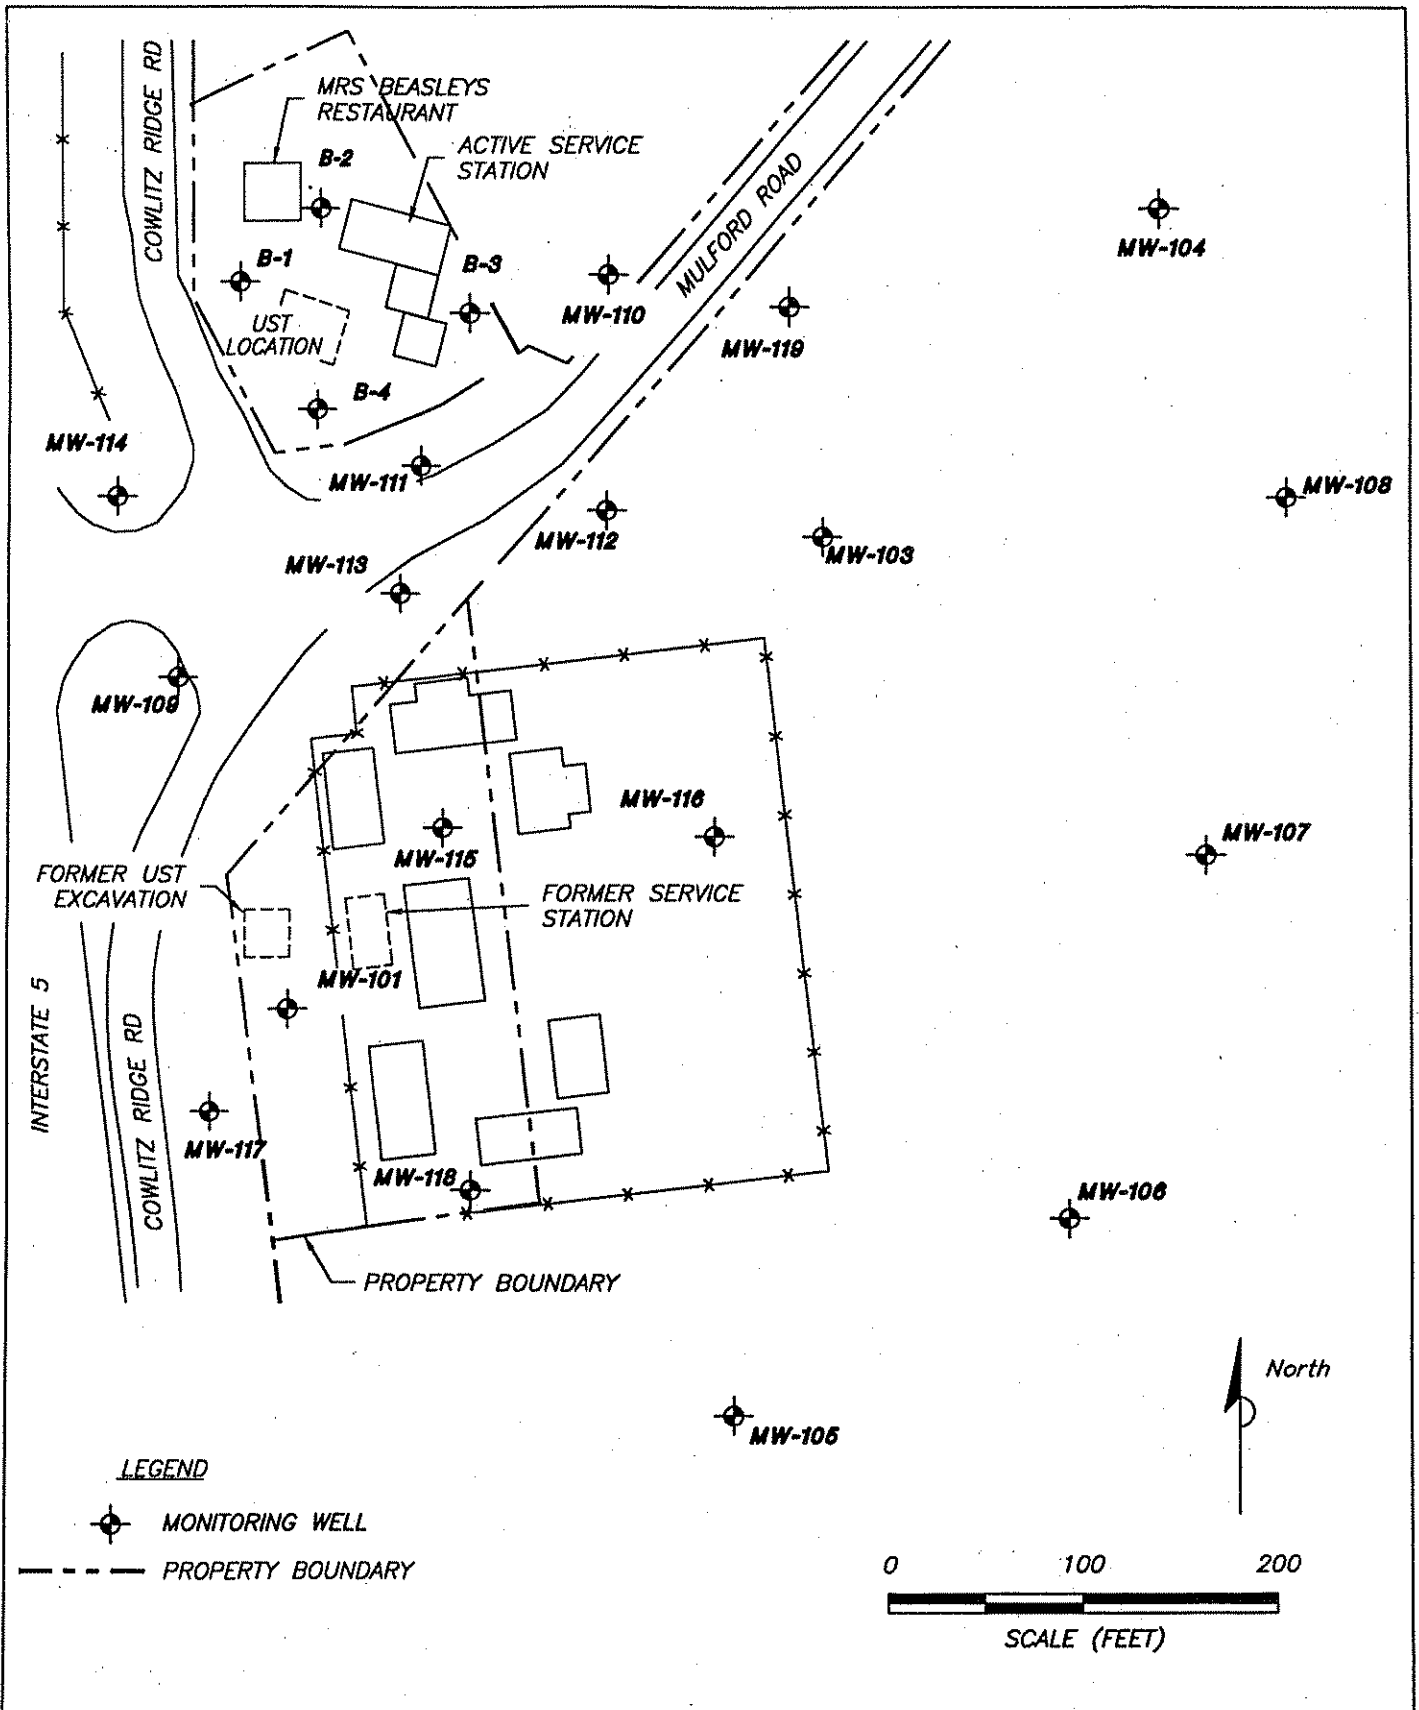 COWLITZ RIDGE RD
MRS BEASLEYS
RESTAURANT
B-2
ACTIVE SERVICE
STATION
MULFORD ROAD
MW-104
B-1
B-3
MW-110
UST
LOCATION
MW-119
B-4
MW-114
MW-111
MW-108
MW-112
MW-103
MW-113
MW-109
MW-116
MW-107
MW-115
FORMER UST
EXCAVATION
FORMER SERVICE
STATION
MW-101
INTERSTATE 5
COWLITZ RIDGE RD
MW-117
MW-118
MW-106
PROPERTY BOUNDARY
North
MW-105
LEGEND
MONITORING WELL
PROPERTY BOUNDARY
0 100 200
SCALE (FEET)